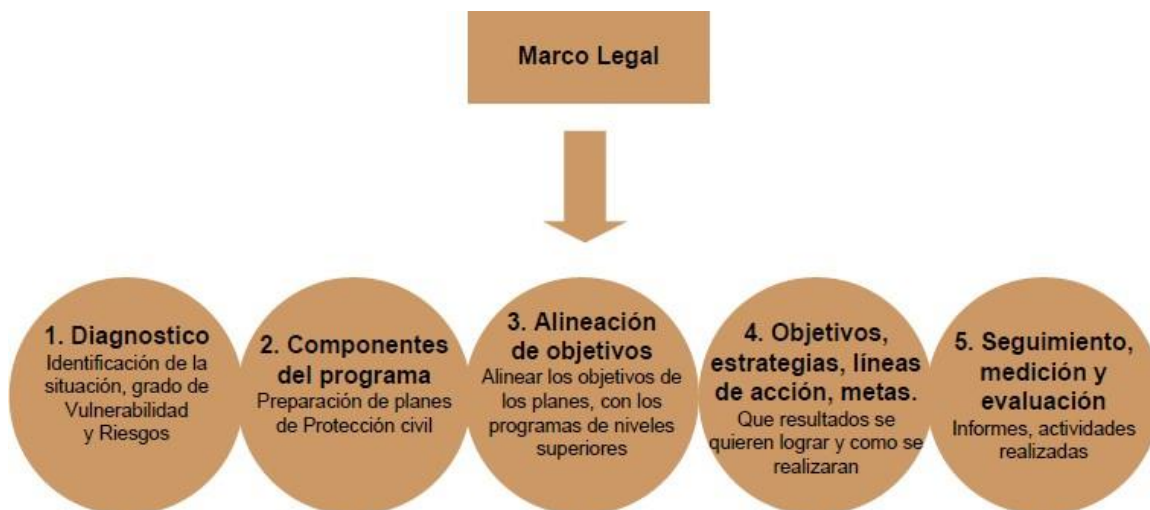 Marco Legal
1. Diagnostico
Identificación de la
situación, grado de
Vulnerabilidad
y Riesgos
2. Componentes
del programa
Preparación de planes
de Protección civil
3. Alineación
de objetivos
Alinear los objetivos de
los planes, con los
programas de niveles
superiores
4. Objetivos,
estrategias, líneas
de acción, metas.
Que resultados se
quieren lograr y como se
realizaran
5. Seguimiento,
medición y
evaluación
Informes, actividades
realizadas